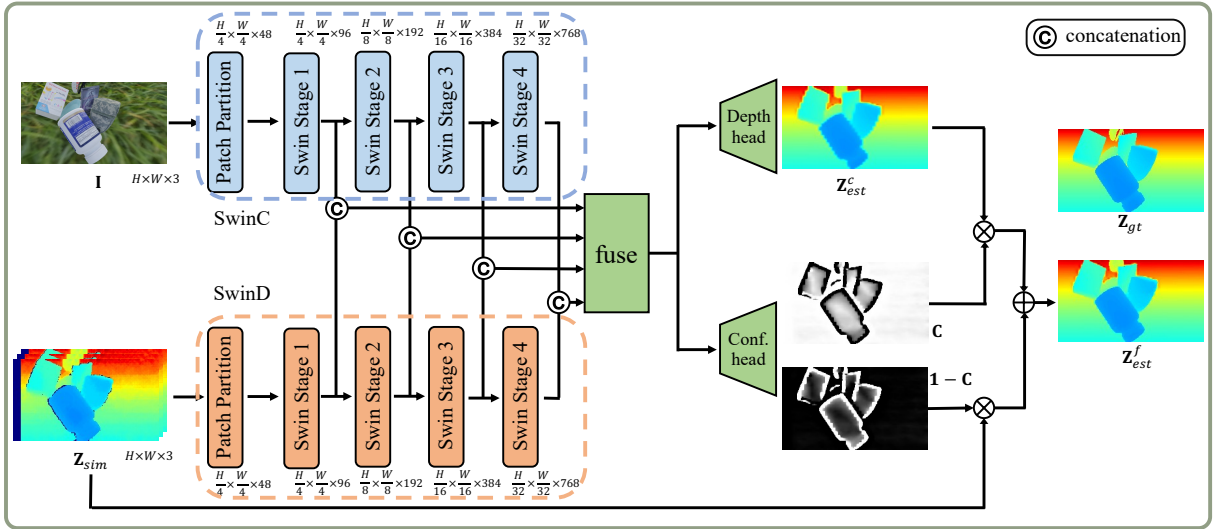 H/4 × W/4 ×48
H/4 × W/4 ×96
H/8 × W/8 ×192
H/16 × W/16 ×384
H/32 × W/32 ×768
© concatenation
Patch Partition
Swin Stage 1
Swin Stage 2
Swin Stage 3
Swin Stage 4
I
H×W×3
SwinC
C
C
C
C
fuse
Depth
head
Z_est^c
Z_gt
SwinD
Conf.
head
C
1 − C
Z_est^f
Patch Partition
Swin Stage 1
Swin Stage 2
Swin Stage 3
Swin Stage 4
Z_sim
H×W×3
H/4 × W/4 ×48
H/4 × W/4 ×96
H/8 × W/8 ×192
H/16 × W/16 ×384
H/32 × W/32 ×768